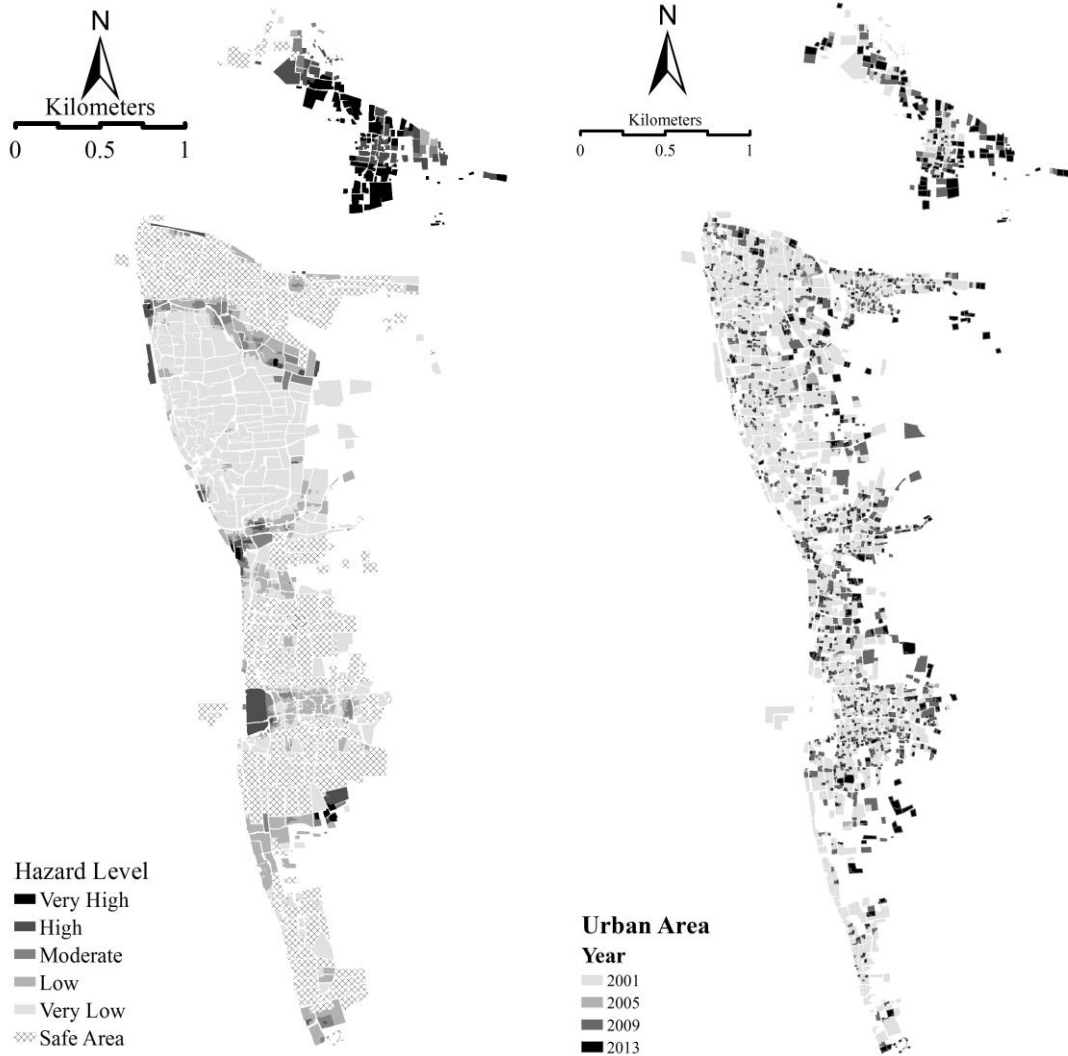 N
Kilometers
0 0.5 1
Hazard Level
Very High
High
Moderate
Low
Very Low
Safe Area
N
Kilometers
0 0.5 1
Urban Area
Year
2001
2005
2009
2013